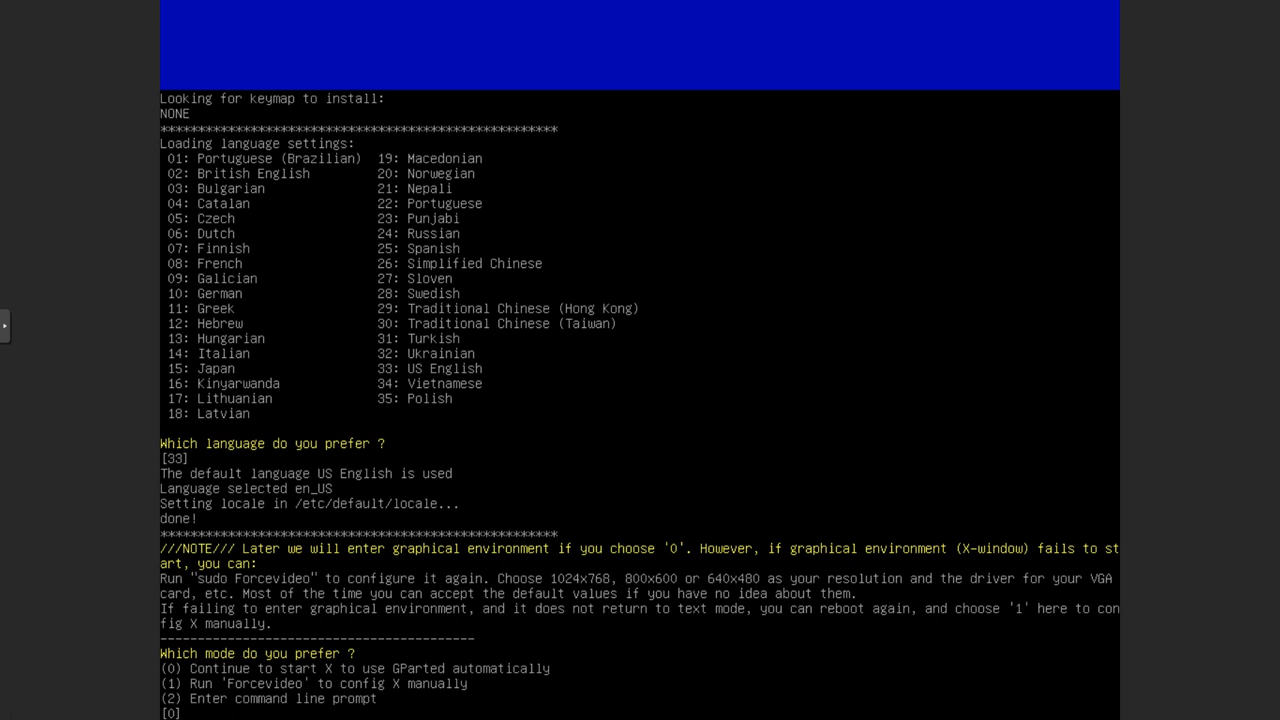 Looking for keymap to install:
NONE
*****************************************************
Loading language settings:
01: Portuguese (Brazilian)  19: Macedonian
02: British English         20: Norwegian
03: Bulgarian               21: Nepali
04: Catalan                 22: Portuguese
05: Czech                   23: Punjabi
06: Dutch                   24: Russian
07: Finnish                 25: Spanish
08: French                  26: Simplified Chinese
09: Galician                27: Sloven
10: German                  28: Swedish
11: Greek                   29: Traditional Chinese (Hong Kong)
12: Hebrew                  30: Traditional Chinese (Taiwan)
13: Hungarian               31: Turkish
14: Italian                 32: Ukrainian
15: Japan                   33: US English
16: Kinyarwanda             34: Vietnamese
17: Lithuanian              35: Polish
18: Latvian
Which language do you prefer ?
[33]
The default language US English is used
Language selected en_US
Setting locale in /etc/default/locale...
done!
*****************************************************
///NOTE/// Later we will enter graphical environment if you choose '0'. However, if graphical environment (X-window) fails to st
art, you can:
Run "sudo Forcevideo" to configure it again. Choose 1024x768, 800x600 or 640x480 as your resolution and the driver for your VGA
card, etc. Most of the time you can accept the default values if you have no idea about them.
If failing to enter graphical environment, and it does not return to text mode, you can reboot again, and choose '1' here to con
fig X manually.
------------------------------------------
Which mode do you prefer ?
(0) Continue to start X to use GParted automatically
(1) Run 'Forcevideo' to config X manually
(2) Enter command line prompt
[0]